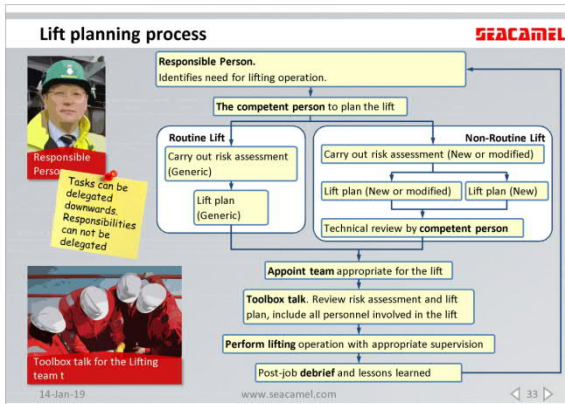 Lift planning process
SEACAMEL
Responsible Person.
Identifies need for lifting operation.
The competent person to plan the lift
Routine Lift
Carry out risk assessment
(Generic)
Lift plan
(Generic)
Non-Routine Lift
Carry out risk assessment (New or modified)
Lift plan (New or modified)
Lift plan (New)
Technical review by competent person
Responsible
Perso
Tasks can be
delegated
downwards.
Responsibilities
can not be
delegated
Appoint team appropriate for the lift
Toolbox talk. Review risk assessment and lift
plan, include all personnel involved in the lift
Perform lifting operation with appropriate supervision
Post-job debrief and lessons learned
Toolbox talk for the Lifting
team t
14-Jan-19
www.seacamel.com
33